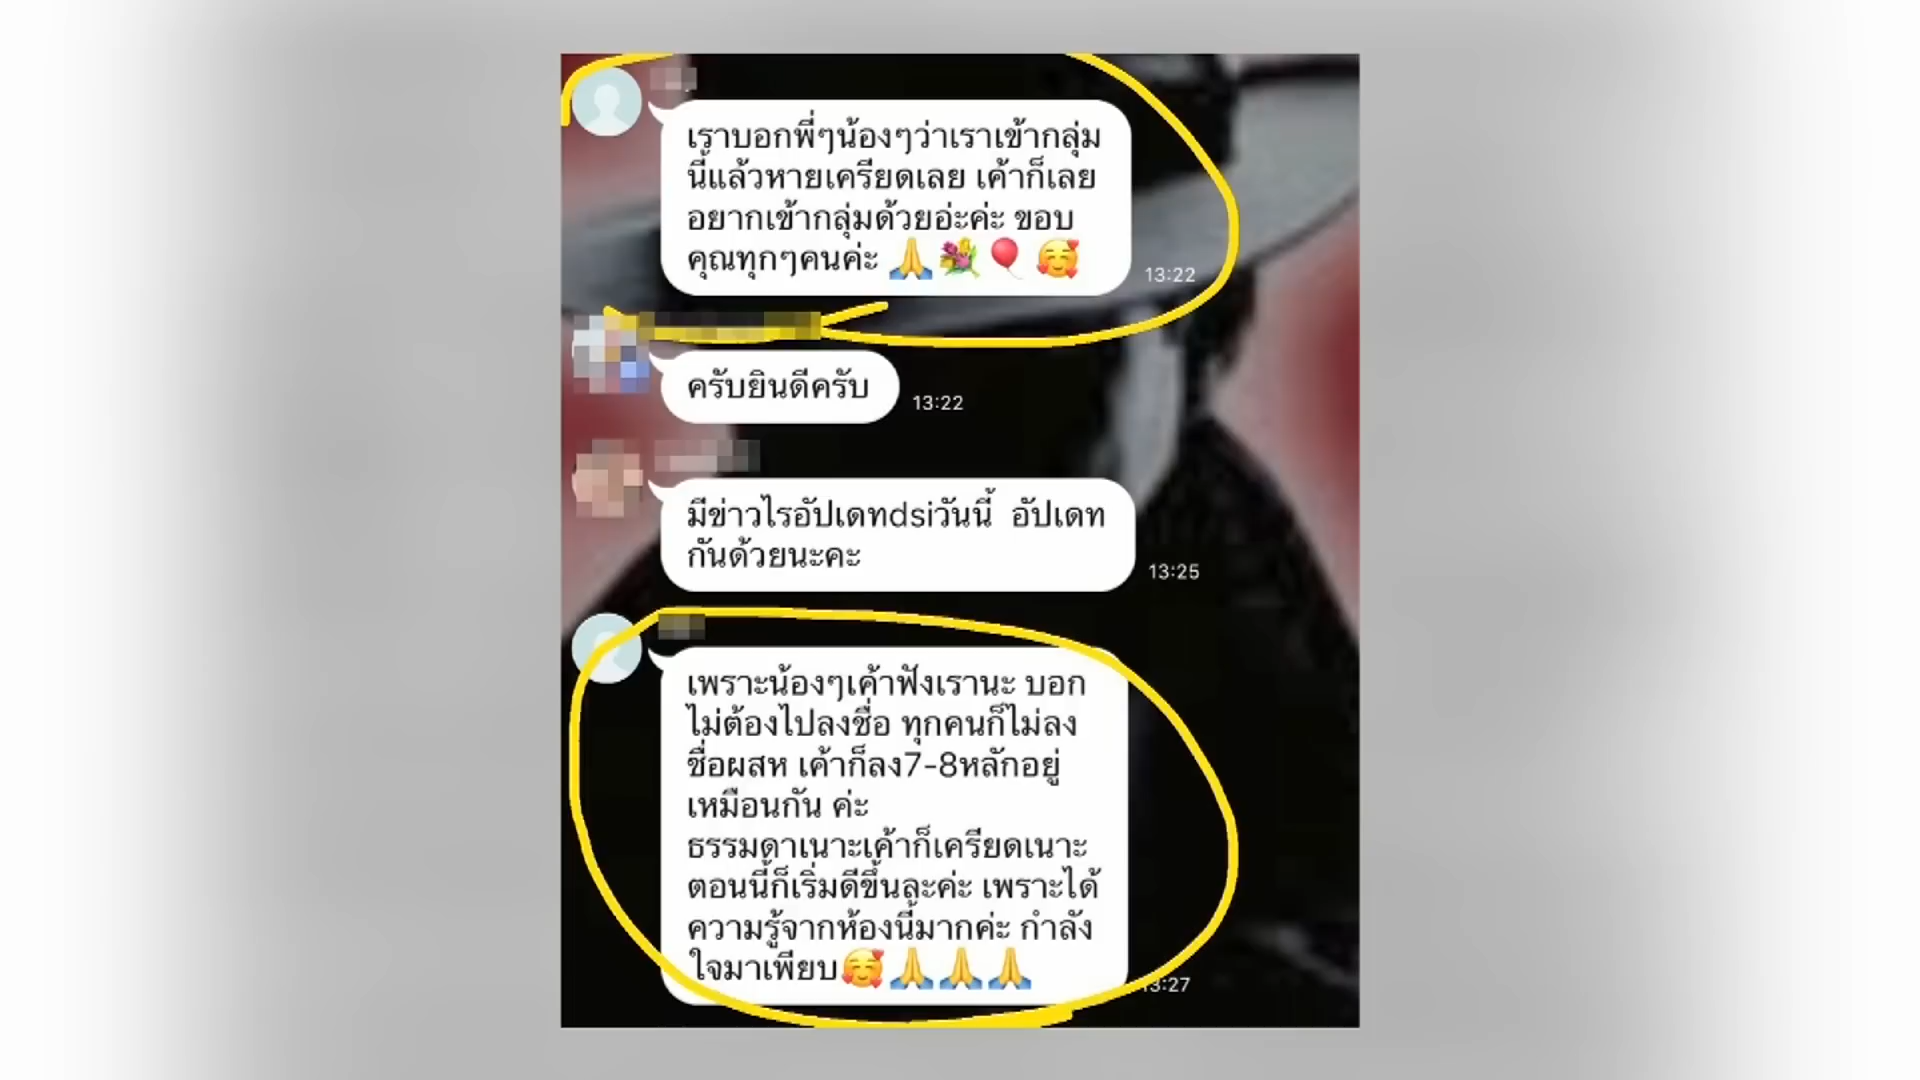 เราบอกพี่ๆน้องๆว่าเราเข้ากลุ่ม
นี้แล้วหายเครียดเลย เค้าก็เลย
อยากเข้ากลุ่มด้วยอ่ะค่ะ ขอบ
คุณทุกๆคนค่ะ 🙏💐🎈🥰
13:22
ครับยินดีครับ
13:22
มีข่าวไรอัปเดทdsiวันนี้ อัปเดท
กันด้วยนะคะ
13:25
เพราะน้องๆเค้าฟังเรานะ บอก
ไม่ต้องไปลงชื่อ ทุกคนก็ไม่ลง
ชื่อผสห เค้าก็ลง7-8หลักอยู่
เหมือนกัน ค่ะ
ธรรมดาเนาะเค้าก็เครียดเนาะ
ตอนนี้ก็เริ่มดีขึ้นละค่ะ เพราะได้
ความรู้จากห้องนี้มากค่ะ กำลัง
ใจมาเพียบ🥰🙏🙏🙏
13:27